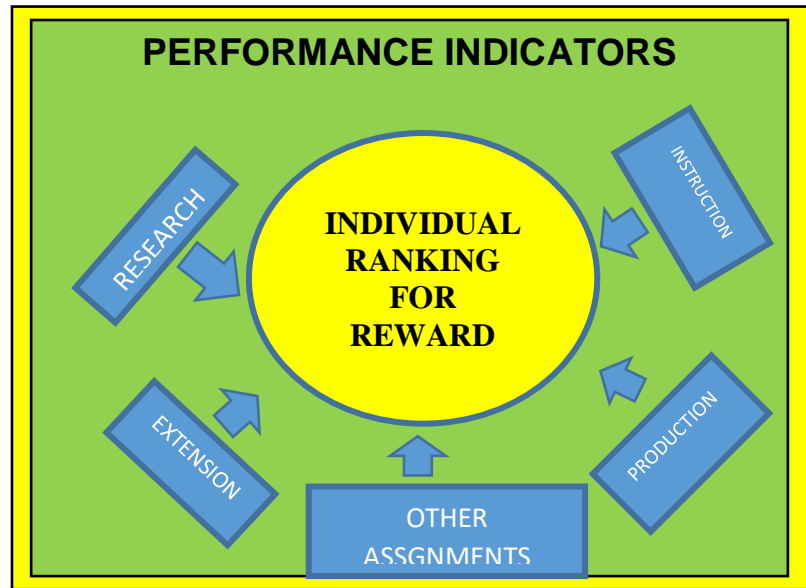 PERFORMANCE INDICATORS
RESEARCH
INSTRUCTION
INDIVIDUAL
RANKING
FOR
REWARD
EXTENSION
PRODUCTION
OTHER
ASSGNMENTS